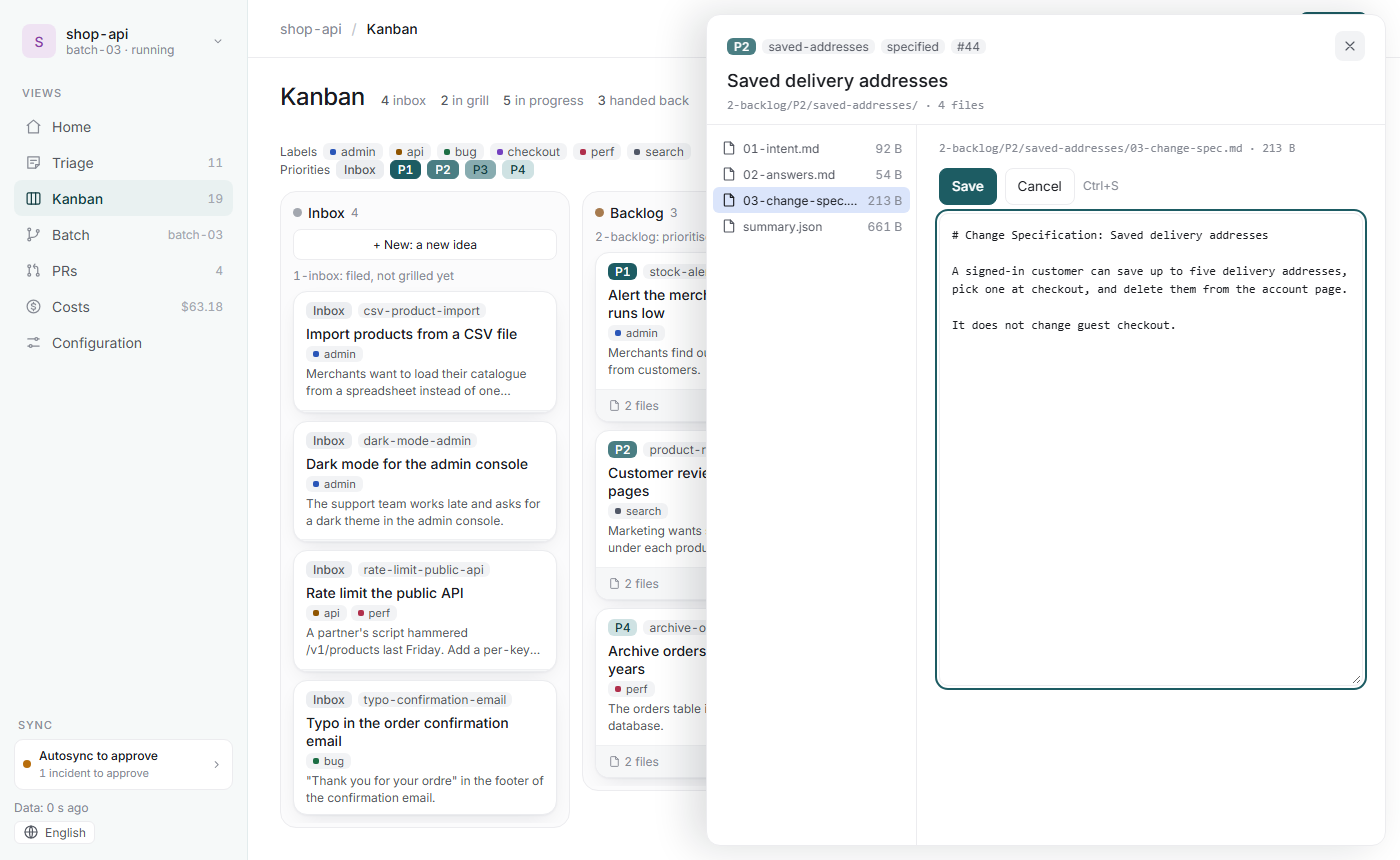 S
shop-api
batch-03 · running
VIEWS
Home
Triage 11
Kanban 19
Batch batch-03
PRs 4
Costs $63.18
Configuration
SYNC
Autosync to approve
1 incident to approve
Data: 0 s ago
English
shop-api / Kanban
Kanban 4 inbox 2 in grill 5 in progress 3 handed back
Labels admin api bug checkout perf search
Priorities Inbox P1 P2 P3 P4
Inbox 4
+ New: a new idea
1-inbox: filed, not grilled yet
Inbox csv-product-import
Import products from a CSV file
admin
Merchants want to load their catalogue
from a spreadsheet instead of one…
Inbox dark-mode-admin
Dark mode for the admin console
admin
The support team works late and asks for
a dark theme in the admin console.
Inbox rate-limit-public-api
Rate limit the public API
api perf
A partner's script hammered
/v1/products last Friday. Add a per-key…
Inbox typo-confirmation-email
Typo in the order confirmation
email
bug
"Thank you for your ordre" in the footer of
the confirmation email.
Backlog 3
2-backlog:
P1
Alert the
runs low
admin
Merchants find
from customers.
2 files
P2
Customer
pages
search
Marketing wants
under each
2 files
P4
Archive orders
years
perf
The orders table
database.
2 files
P2 saved-addresses specified #44
Saved delivery addresses
2-backlog/P2/saved-addresses/ · 4 files
01-intent.md 92 B
02-answers.md 54 B
03-change-spec.… 213 B
summary.json 661 B
2-backlog/P2/saved-addresses/03-change-spec.md · 213 B
Save Cancel Ctrl+S
# Change Specification: Saved delivery addresses
A signed-in customer can save up to five delivery addresses,
pick one at checkout, and delete them from the account page.
It does not change guest checkout.